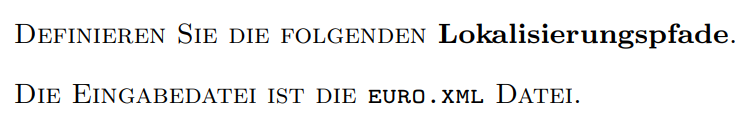 Definieren Sie die folgenden Lokalisierungspfade.
Die Eingabedatei ist die euro.xml Datei.